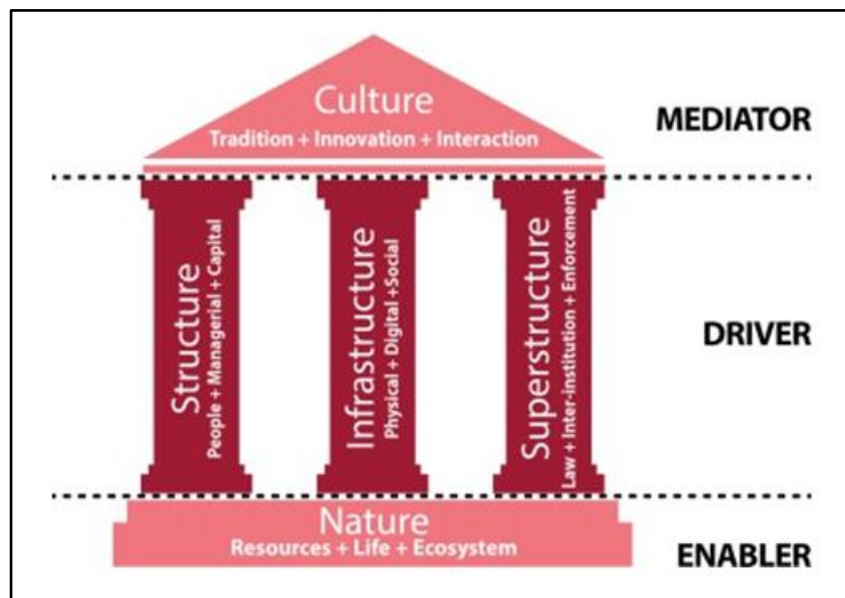 Culture
Tradition + Innovation + Interaction
MEDIATOR
Structure
People + Managerial + Capital
Infrastructure
Physical + Digital +Social
Superstructure
Law + Inter-institution + Enforcement
DRIVER
Nature
Resources + Life + Ecosystem
ENABLER